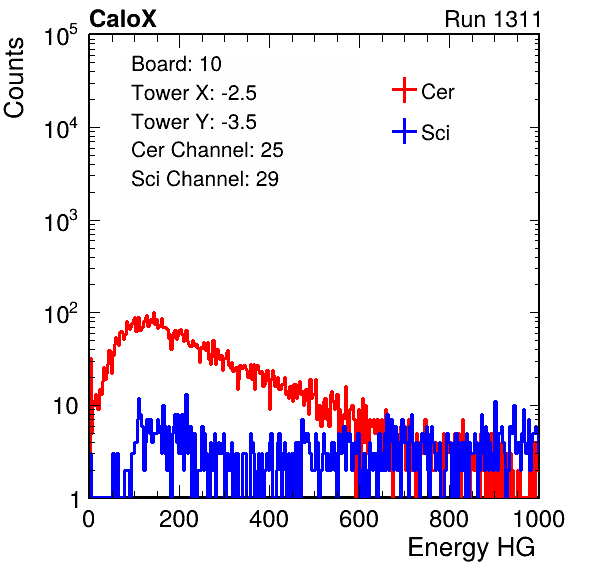 CaloX Run 1311
Counts
Board: 10
Tower X: -2.5
Tower Y: -3.5
Cer Channel: 25
Sci Channel: 29
Cer
Sci
10^5
10^4
10^3
10^2
10
1
0 200 400 600 800 1000
Energy HG